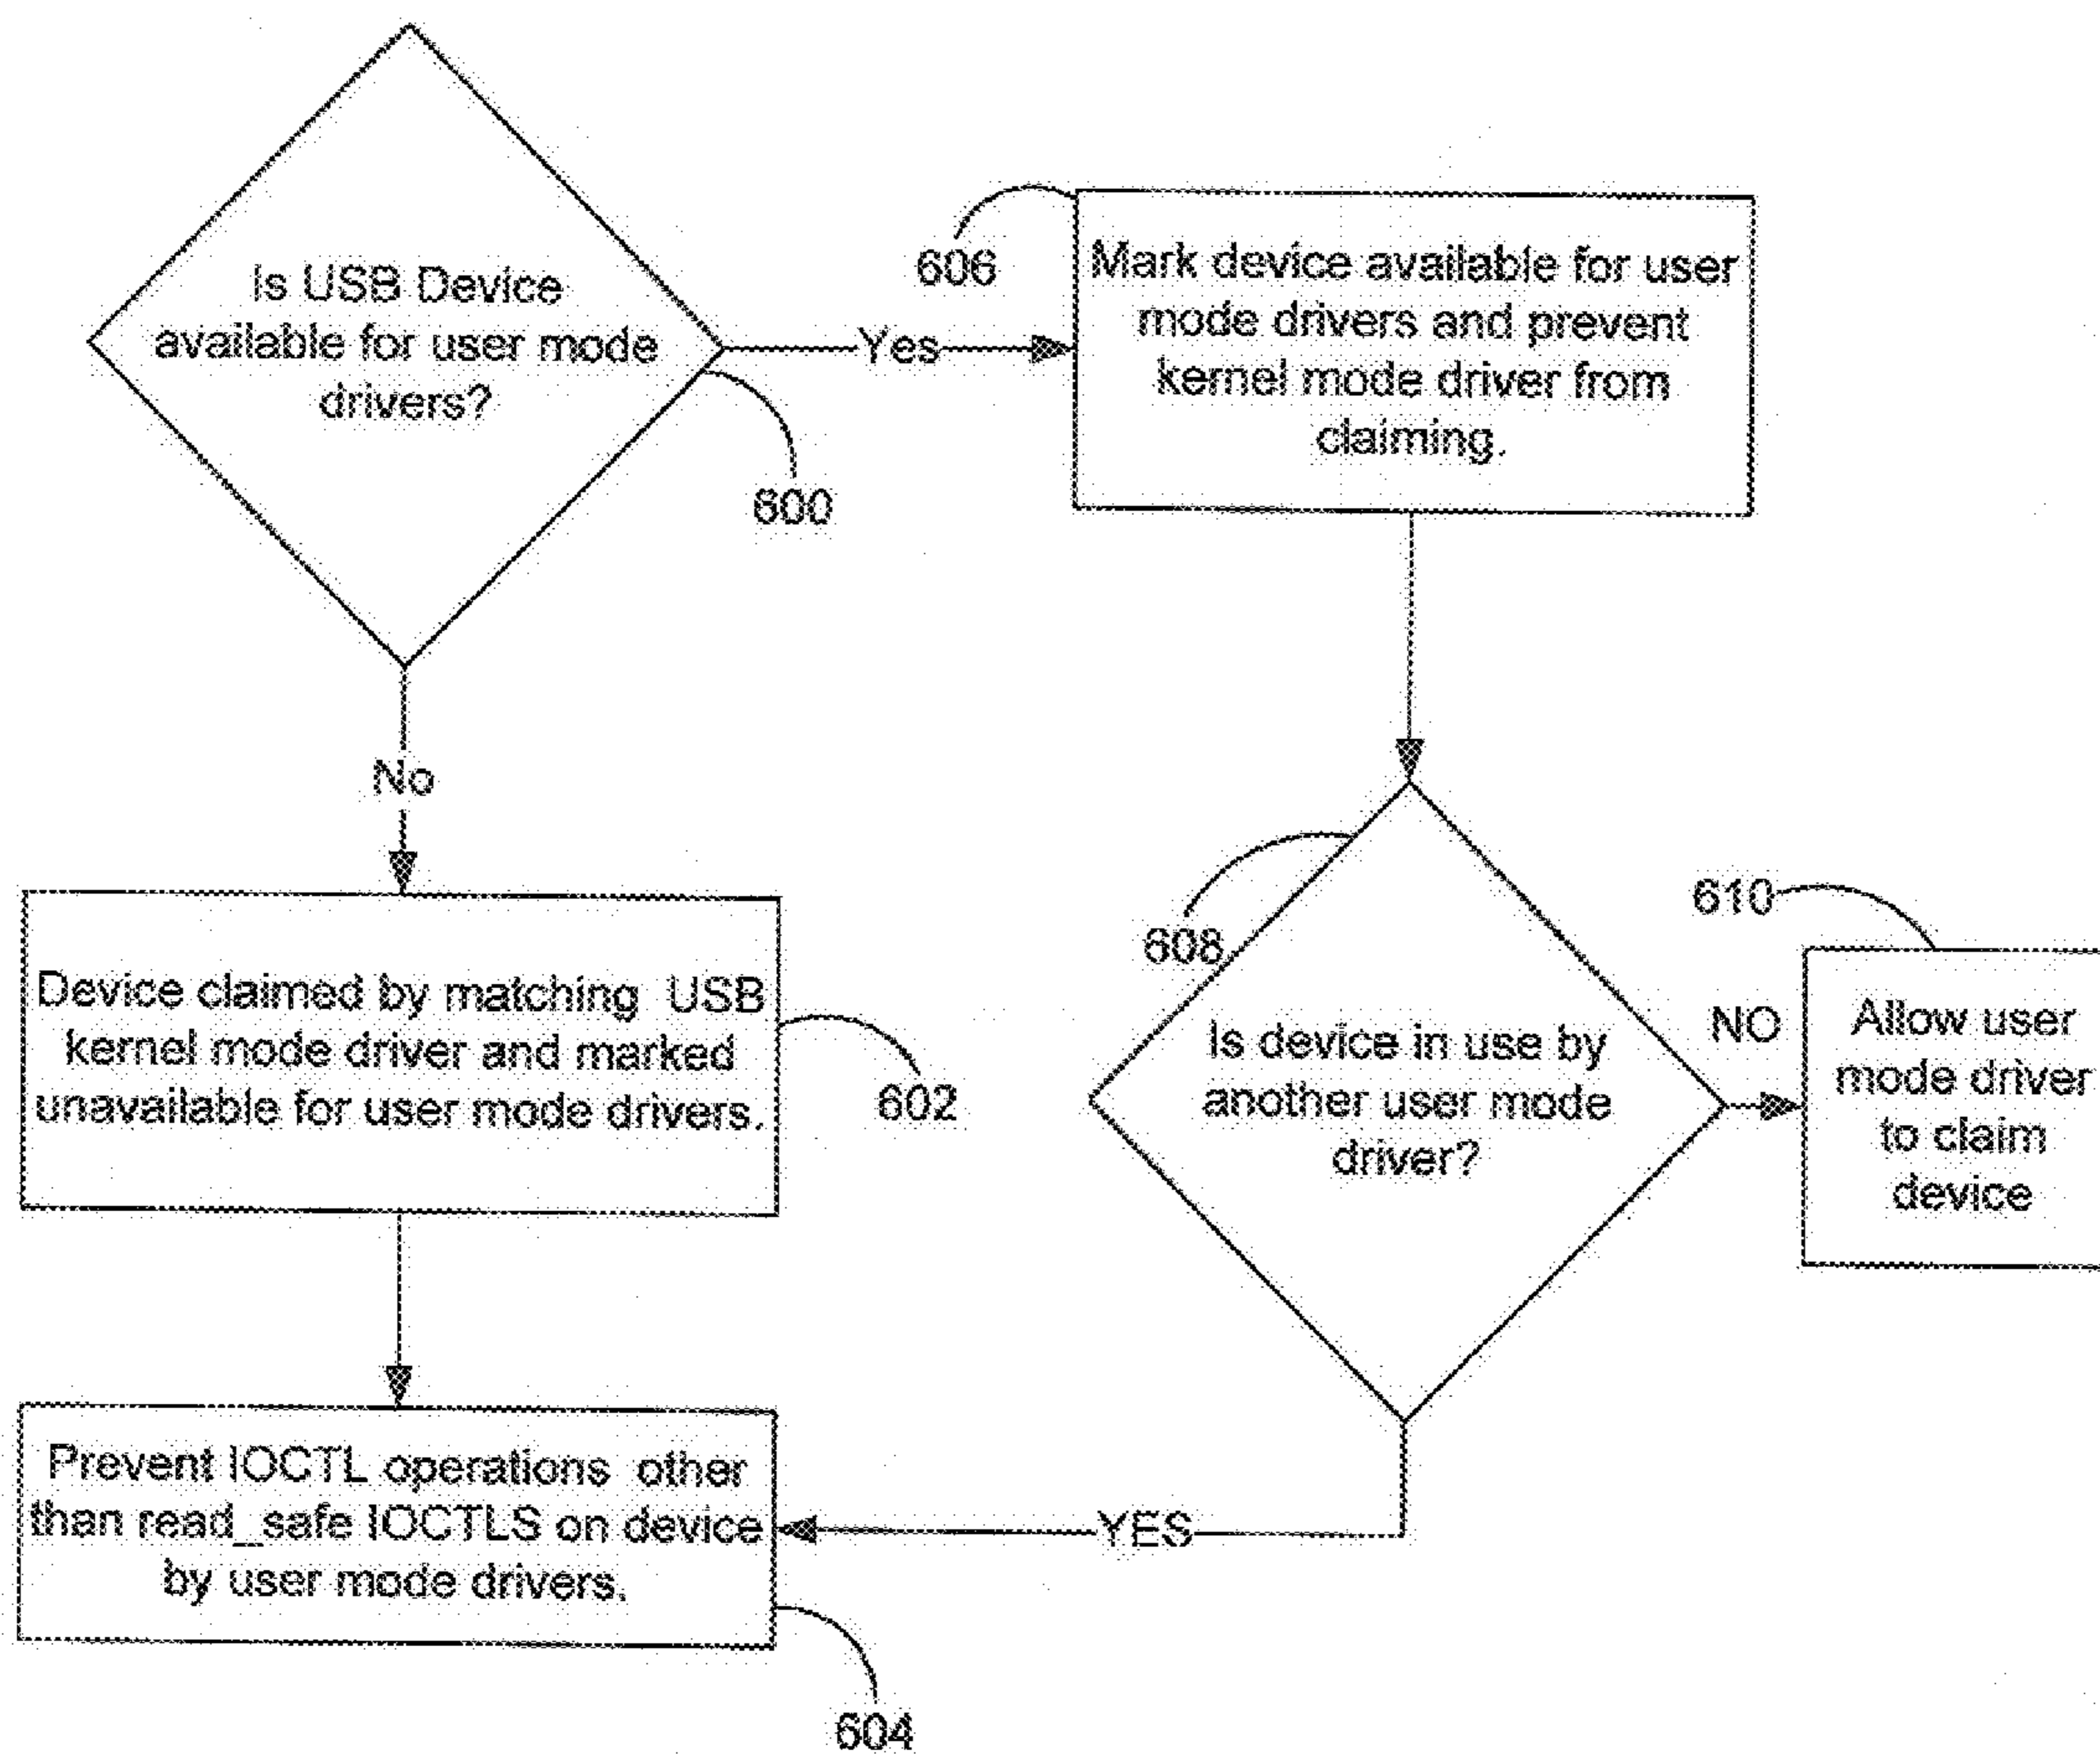 Is USB Device
available for user mode
drivers?
600
Yes
606
Mark device available for user
mode drivers and prevent
kernel mode driver from
claiming.
No
Device claimed by matching USB
kernel mode driver and marked
unavailable for user mode drivers.
602
608
Is device in use by
another user mode
driver?
NO
610
Allow user
mode driver
to claim
device
Prevent IOCTL operations other
than read_safe IOCTLS on device
by user mode drivers.
604
YES